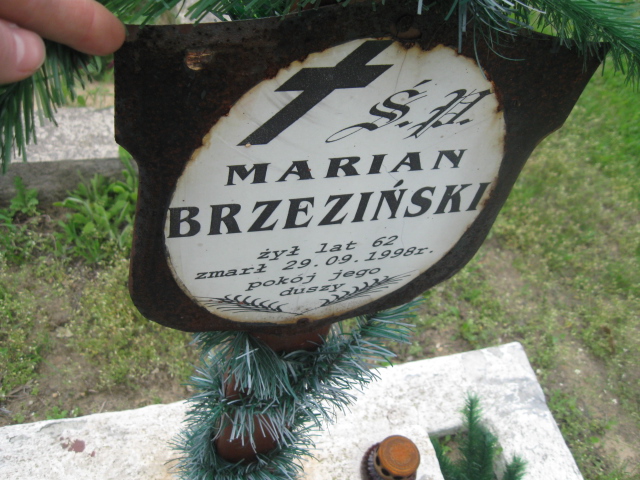 Ś.P.
MARIAN
BRZEZIŃSKI
żył lat 62
zmarł 29.09.1998r.
pokój jego
duszy